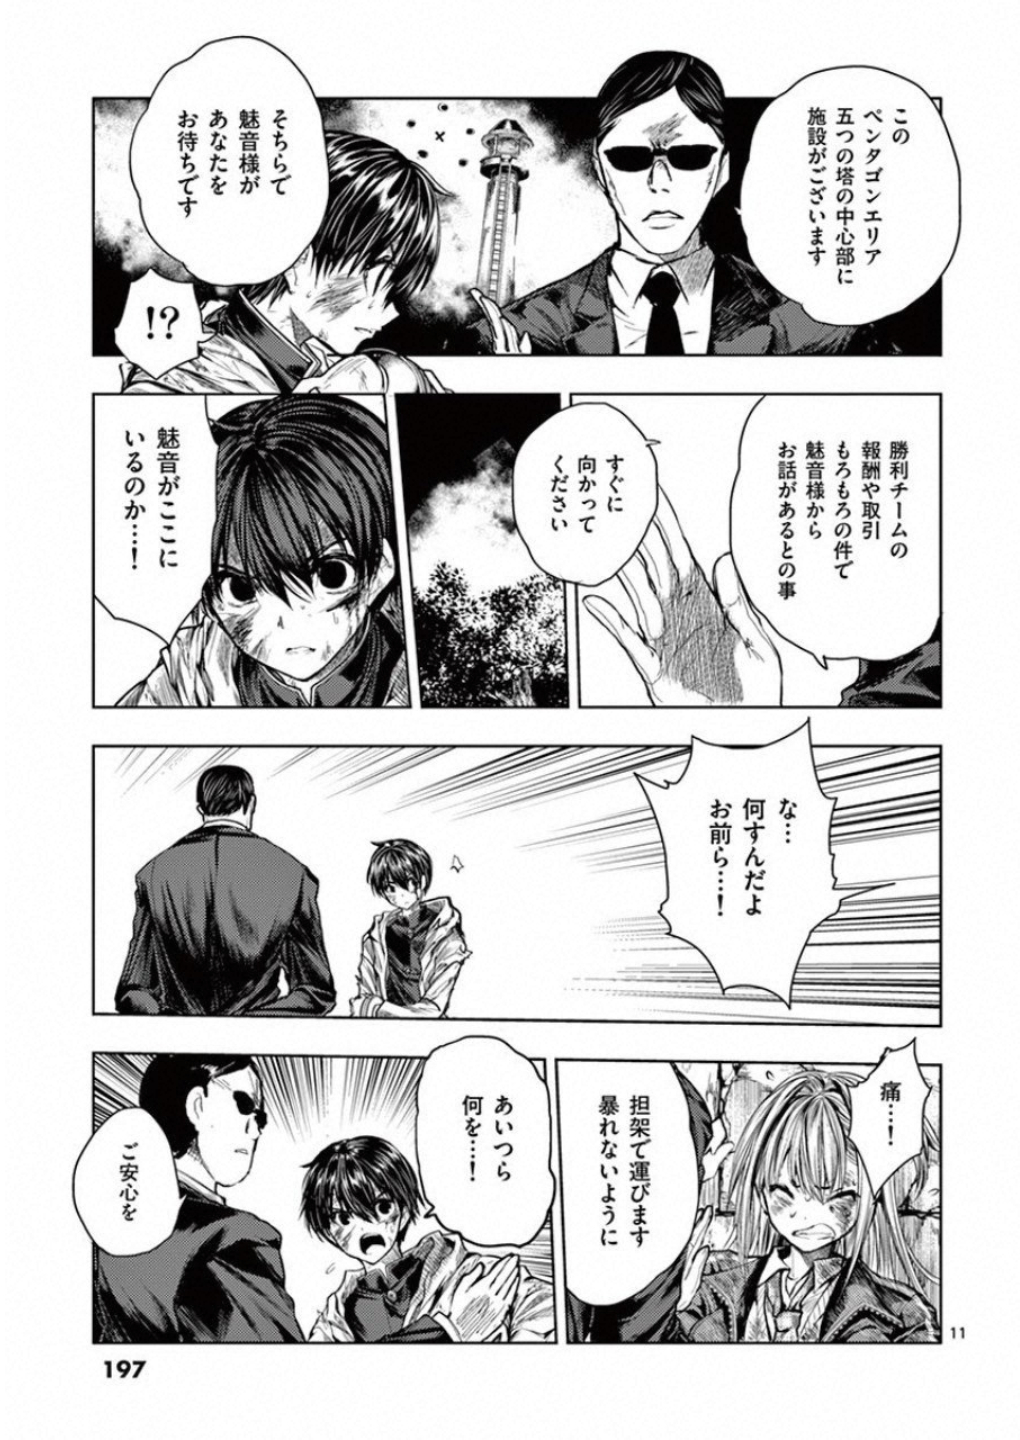 この
ペンタゴンエリア
五つの塔の中心部に
施設がございます
そちらで
魅音様が
あなたを
お待ちです
!?
勝利チームの
報酬や取引
もろもろの件で
魅音様から
お話があるとの事
すぐに
向かって
ください
魅音がここに
いるのか…!
な…
何すんだよ
お前ら…!
痛…!
担架で運びます
暴れないように
あいつら
何を…!
ご安心を
11
197